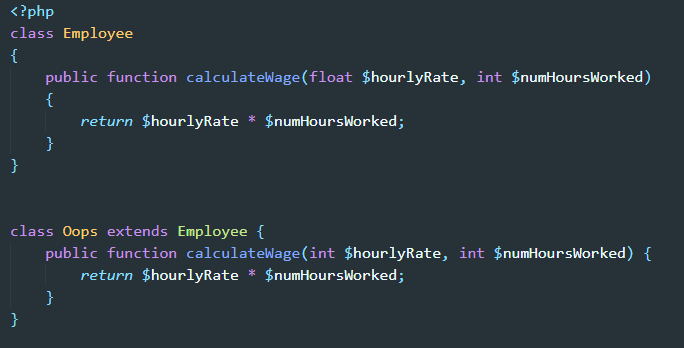 <?php
class Employee
{
    public function calculateWage(float $hourlyRate, int $numHoursWorked)
    {
        return $hourlyRate * $numHoursWorked;
    }
}
class Oops extends Employee {
    public function calculateWage(int $hourlyRate, int $numHoursWorked) {
        return $hourlyRate * $numHoursWorked;
    }
}